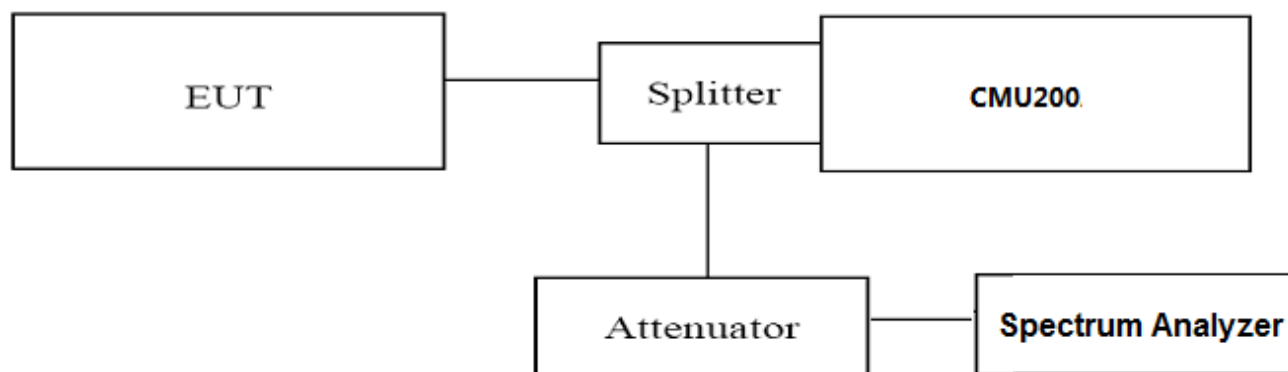 EUT
Splitter
CMU200.
Attenuator
Spectrum Analyzer